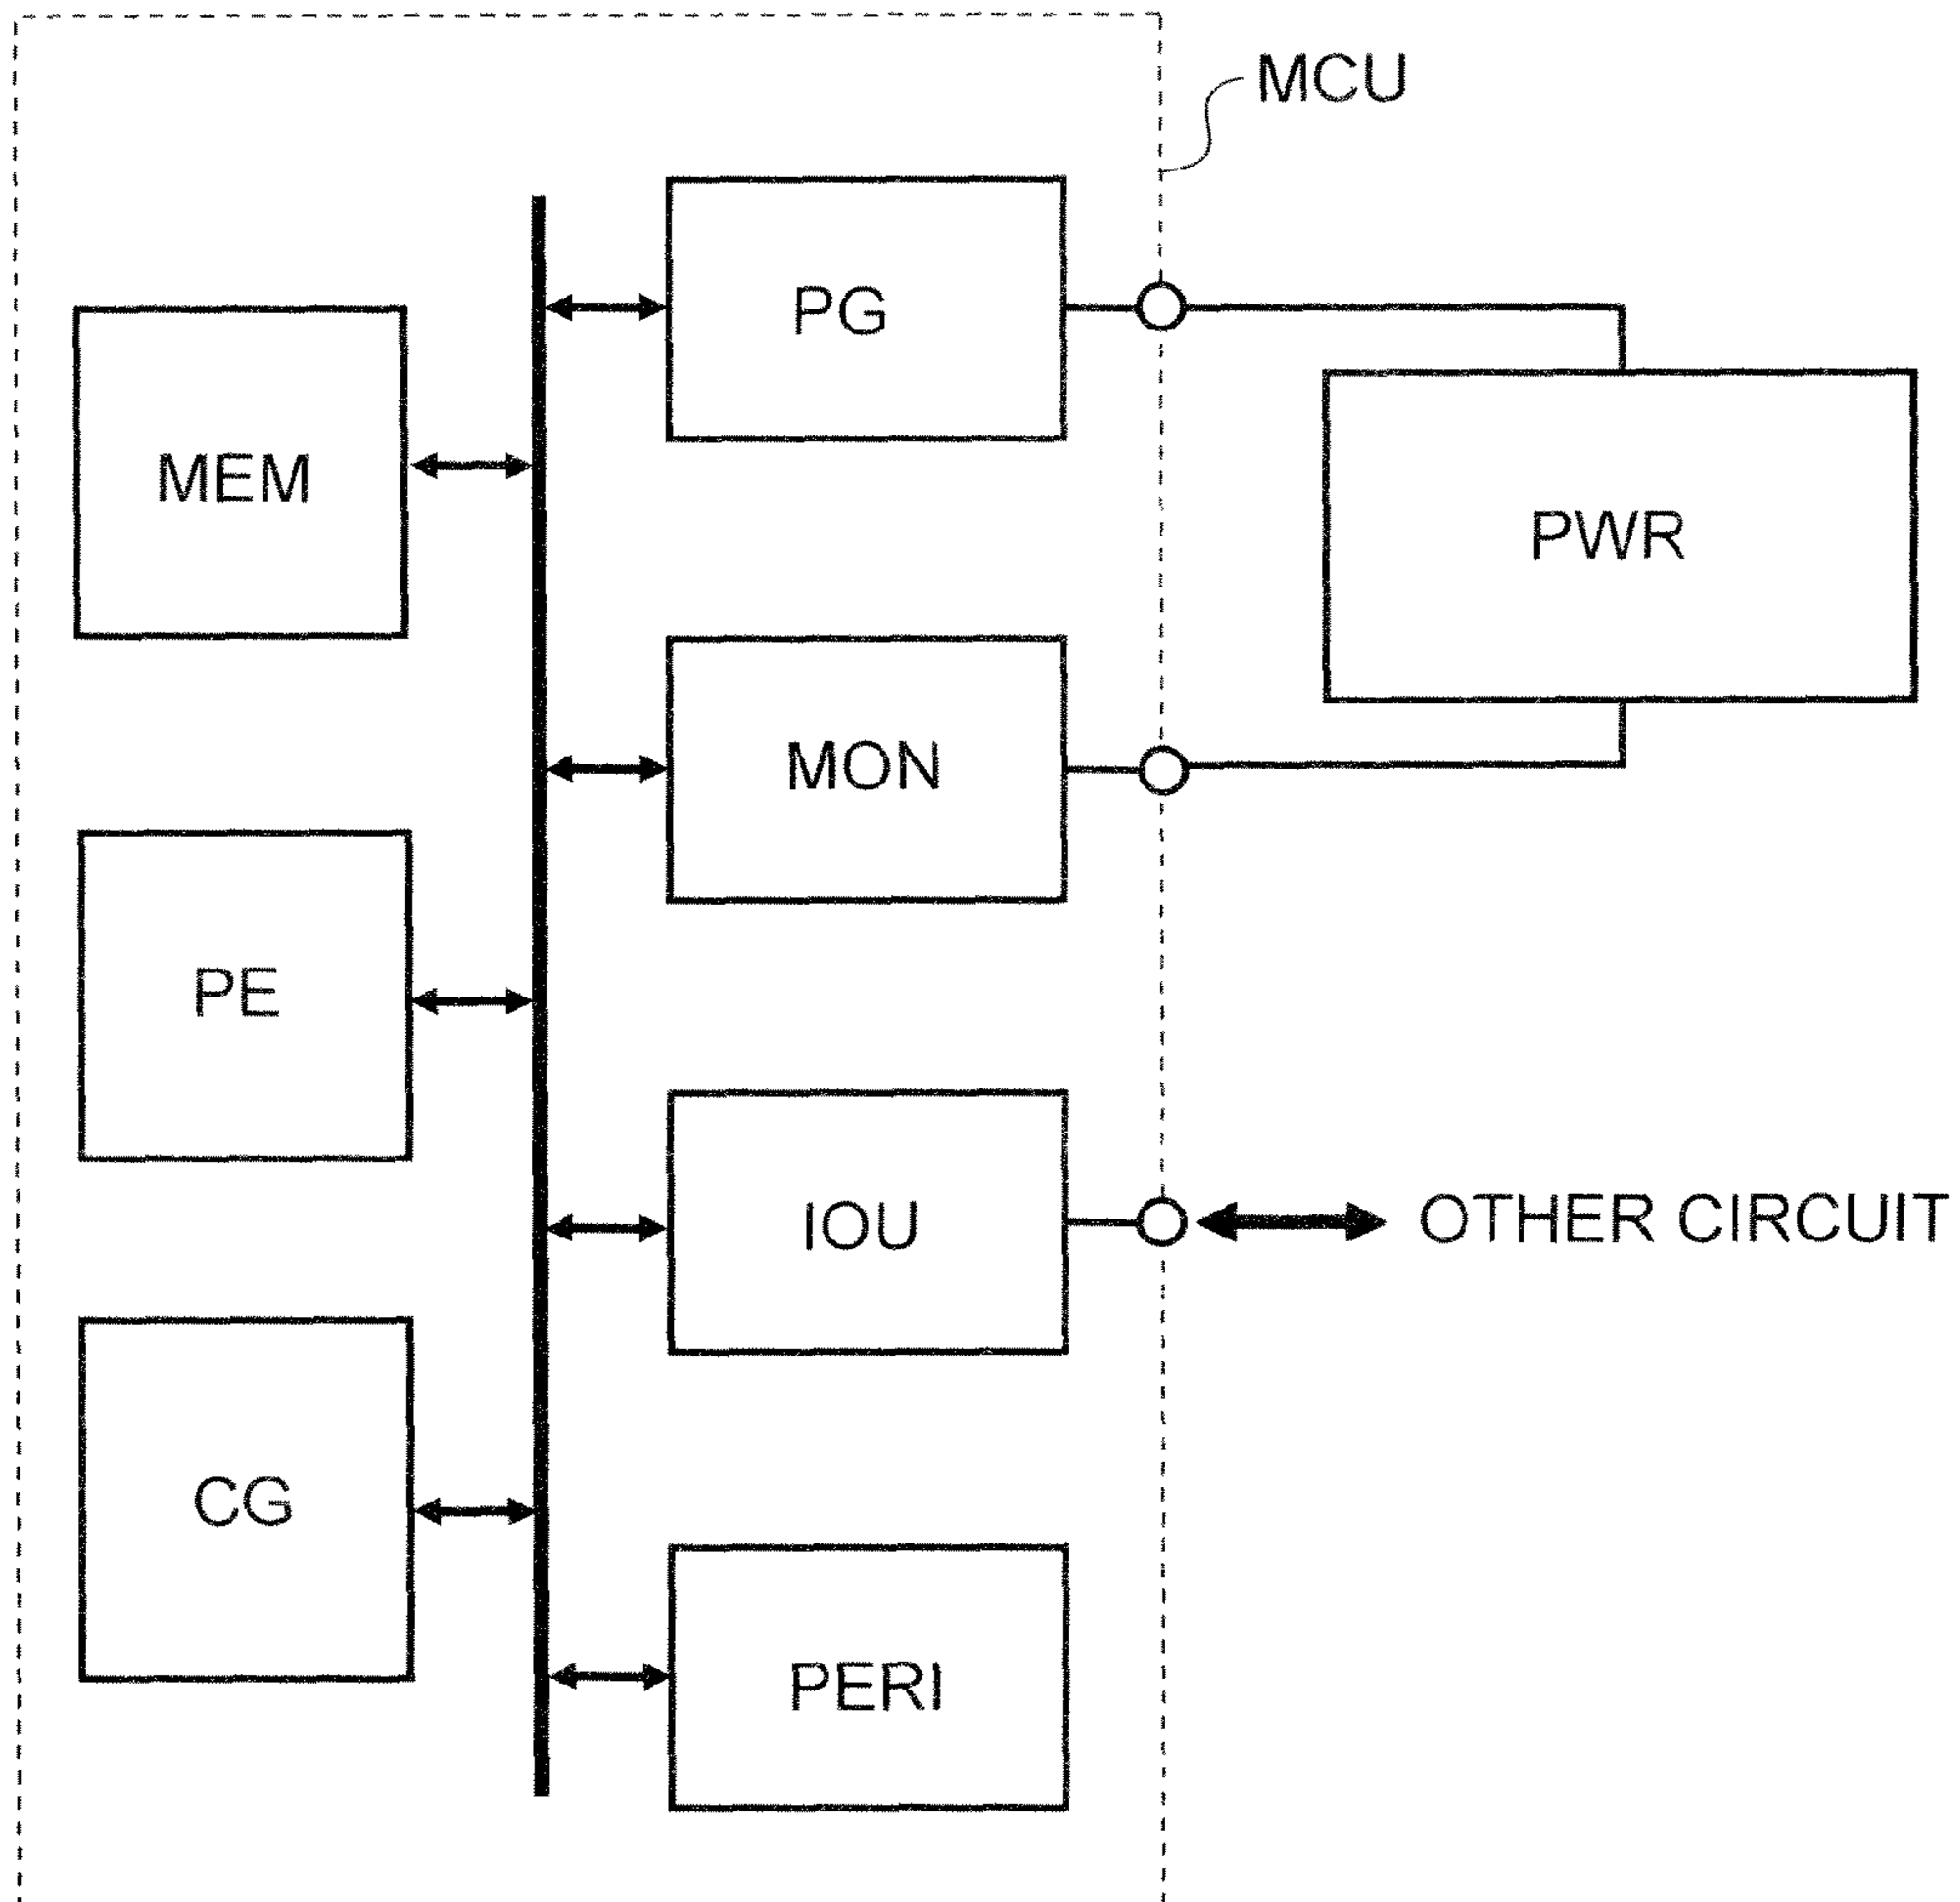 MCU
PG
MEM
PWR
MON
PE
IOU
OTHER CIRCUIT
CG
PERI